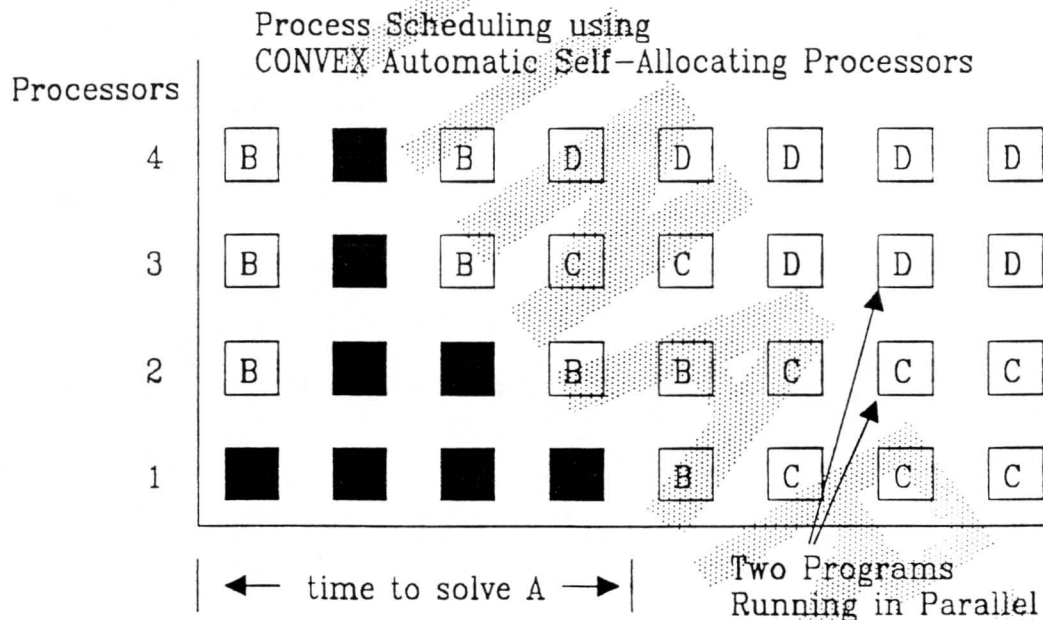 Process Scheduling using
CONVEX Automatic Self-Allocating Processors
Processors
4 B B D D D D D
3 B B C C D D D
2 B B B C C C
1 B C C C
time to solve A
Two Programs
Running in Parallel